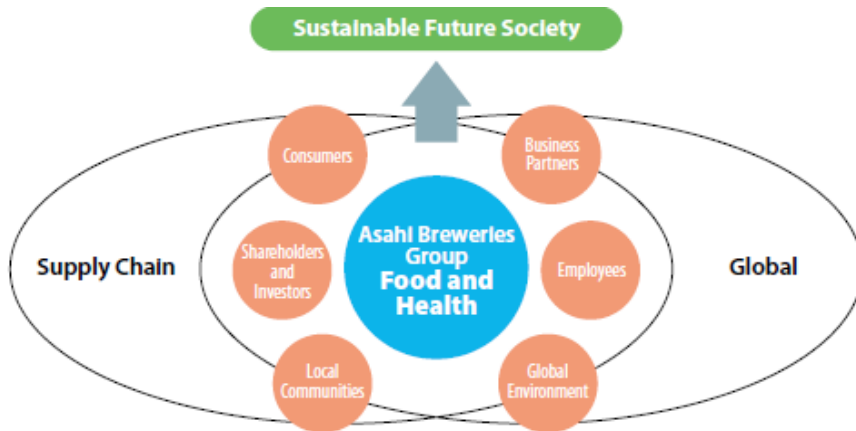 Sustainable Future Society
Consumers
Business
Partners
Asahi Breweries
Group
Food and
Health
Shareholders
and
Investors
Employees
Supply Chain
Global
Local
Communities
Global
Environment